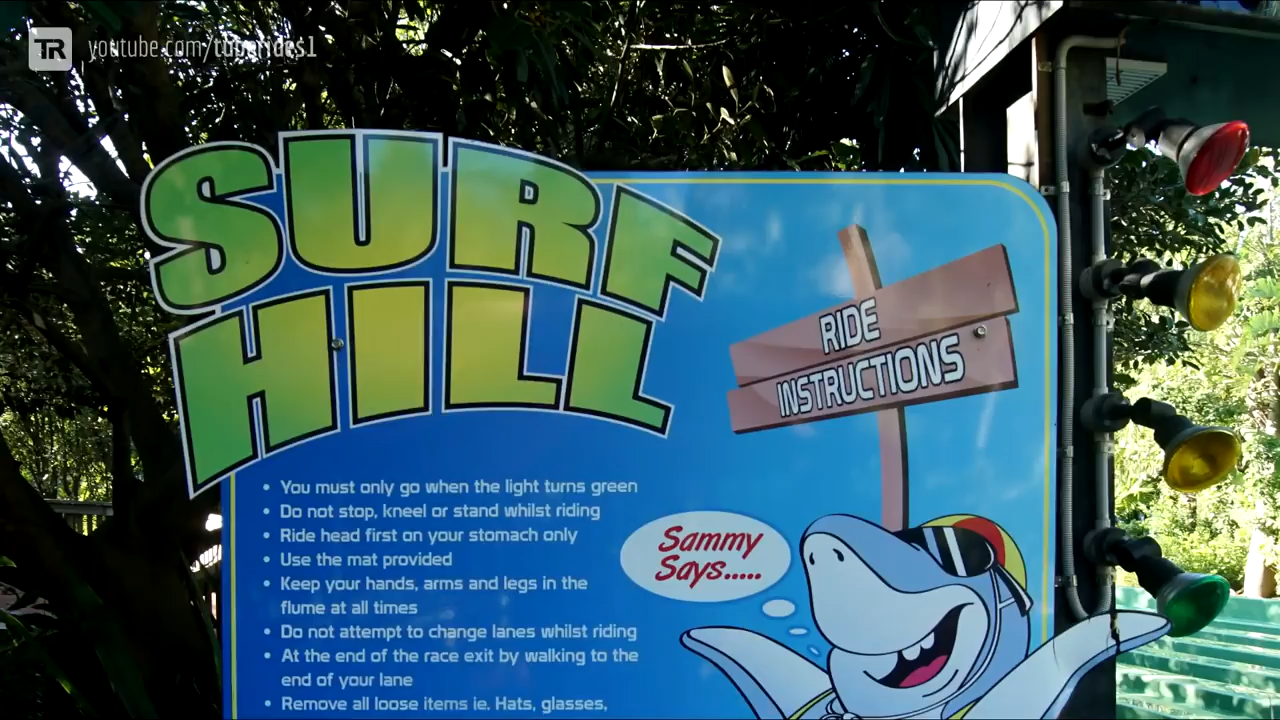 TR youtube.com/tuberides1
SURF
HILL
RIDE
INSTRUCTIONS
• You must only go when the light turns green
• Do not stop, kneel or stand whilst riding
• Ride head first on your stomach only
• Use the mat provided
• Keep your hands, arms and legs in the
flume at all times
• Do not attempt to change lanes whilst riding
• At the end of the race exit by walking to the
end of your lane
• Remove all loose items ie. Hats, glasses,
Sammy
Says.....